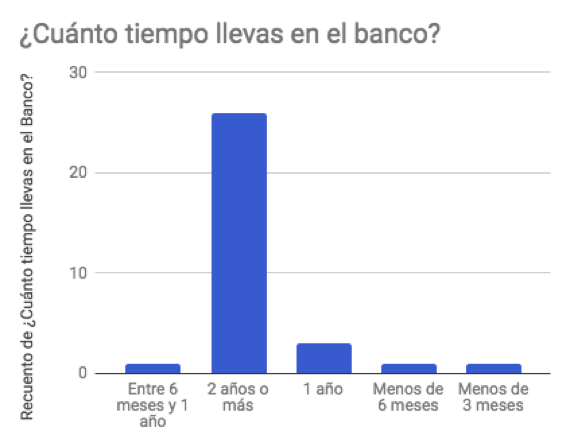 ¿Cuánto tiempo llevas en el banco?
Recuento de ¿Cuánto tiempo llevas en el Banco?
30
20
10
0
Entre 6
meses y 1
año
2 años o
más
1 año
Menos de
6 meses
Menos de
3 meses